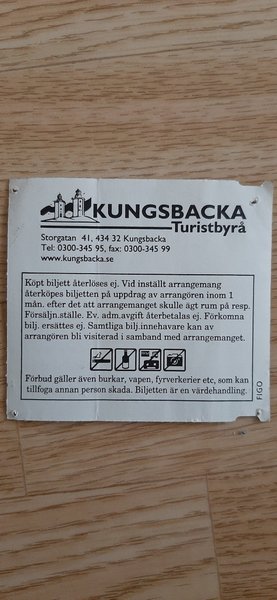 KUNGSBACKA
Turistbyrå
Storgatan 41, 434 32 Kungsbacka
Tel: 0300-345 95, fax: 0300-345 99
www.kungsbacka.se
Köpt biljett återlöses ej. Vid inställt arrangemang
återköpes biljetten på uppdrag av arrangören inom 1
mån. efter det att arrangemanget skulle ägt rum på resp.
Försäljn.ställe. Ev. adm.avgift återbetalas ej. Förkomna
bilj. ersättes ej. Samtliga bilj.innehavare kan av
arrangören bli visiterad i samband med arrangemanget.
Förbud gäller även burkar, vapen, fyrverkerier etc, som kan
tillfoga annan person skada. Biljetten är en värdehandling.
FIGO